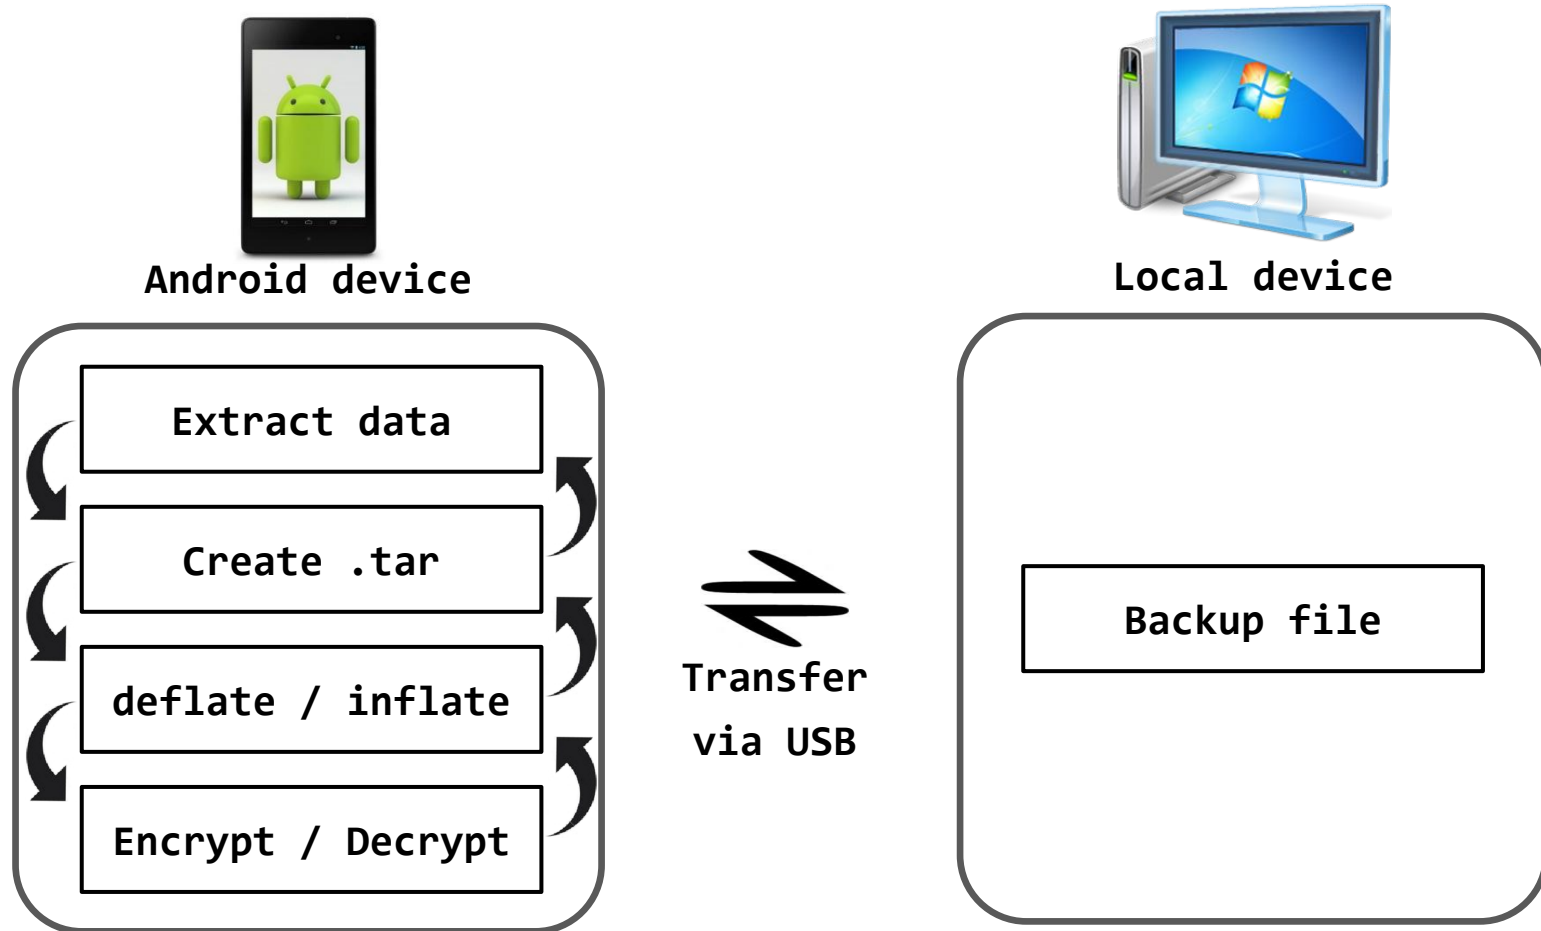 Android device
Extract data
Create .tar
deflate / inflate
Encrypt / Decrypt
Transfer
via USB
Local device
Backup file